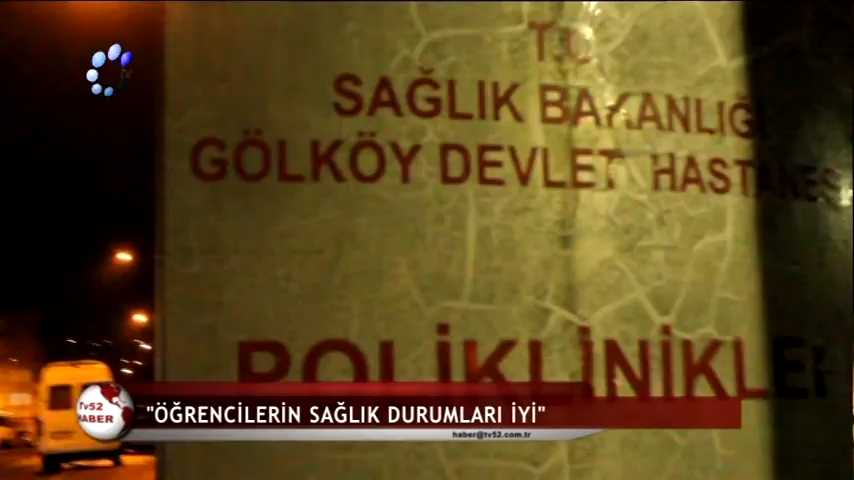 T.C.
SAĞLIK BAKANLIĞI
GÖLKÖY DEVLET HASTANESİ
POLİKLİNİKLER
Tv52
HABER
"ÖĞRENCİLERİN SAĞLIK DURUMLARI İYİ"
haber@tv52.com.tr